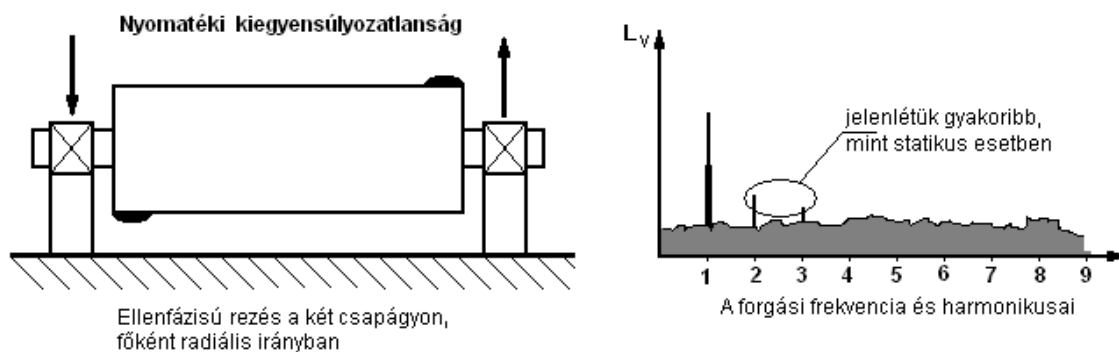 Nyomatéki kiegyensúlyozatlanság
Ellenfázisú rezés a két csapágyon,
főként radiális irányban
Lv
jelenlétük gyakoribb,
mint statikus esetben
1 2 3 4 5 6 7 8 9
A forgási frekvencia és harmonikusai